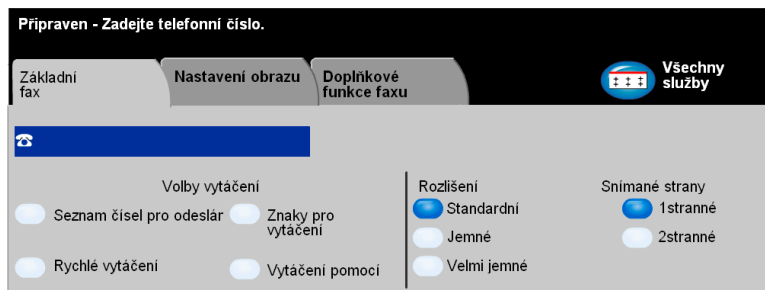 Připraven - Zadejte telefonní číslo.
Základní
fax
Nastavení obrazu
Doplňkové
funkce faxu
Všechny
služby
Volby vytáčení
Seznam čísel pro odeslár
Znaky pro
vytáčení
Rychlé vytáčení
Vytáčení pomocí
Rozlišení
Standardní
Jemné
Velmi jemné
Snímané strany
1stranné
2stranné